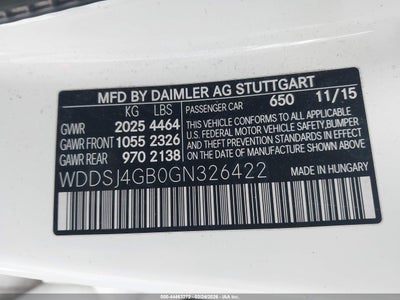 MFD BY DAIMLER AG STUTTGART
KG LBS
GVWR 2025 4464
GAWR FRONT 1055 2326
GAWR REAR 970 2138
PASSENGER CAR 650 11/15
THIS VEHICLE CONFORMS TO ALL APPLICABLE
U.S. FEDERAL MOTOR VEHICLE SAFETY, BUMPER,
AND THEFT PREVENTION STANDARDS IN EFFECT
ON THE DATE OF MANUFACTURE
SHOWN ABOVE. MADE IN HUNGARY
WDDSJ4GB0GN326422